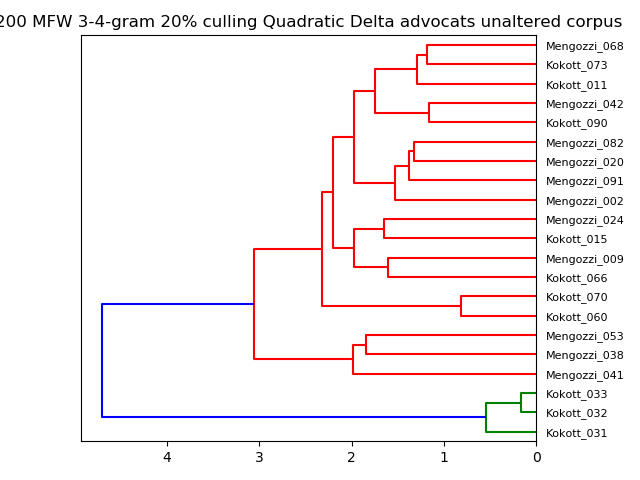 200 MFW 3-4-gram 20% culling Quadratic Delta advocats unaltered corpus
Mengozzi_068
Kokott_073
Kokott_011
Mengozzi_042
Kokott_090
Mengozzi_082
Mengozzi_020
Mengozzi_091
Mengozzi_002
Mengozzi_024
Kokott_015
Mengozzi_009
Kokott_066
Kokott_070
Kokott_060
Mengozzi_053
Mengozzi_038
Mengozzi_041
Kokott_033
Kokott_032
Kokott_031
4 3 2 1 0